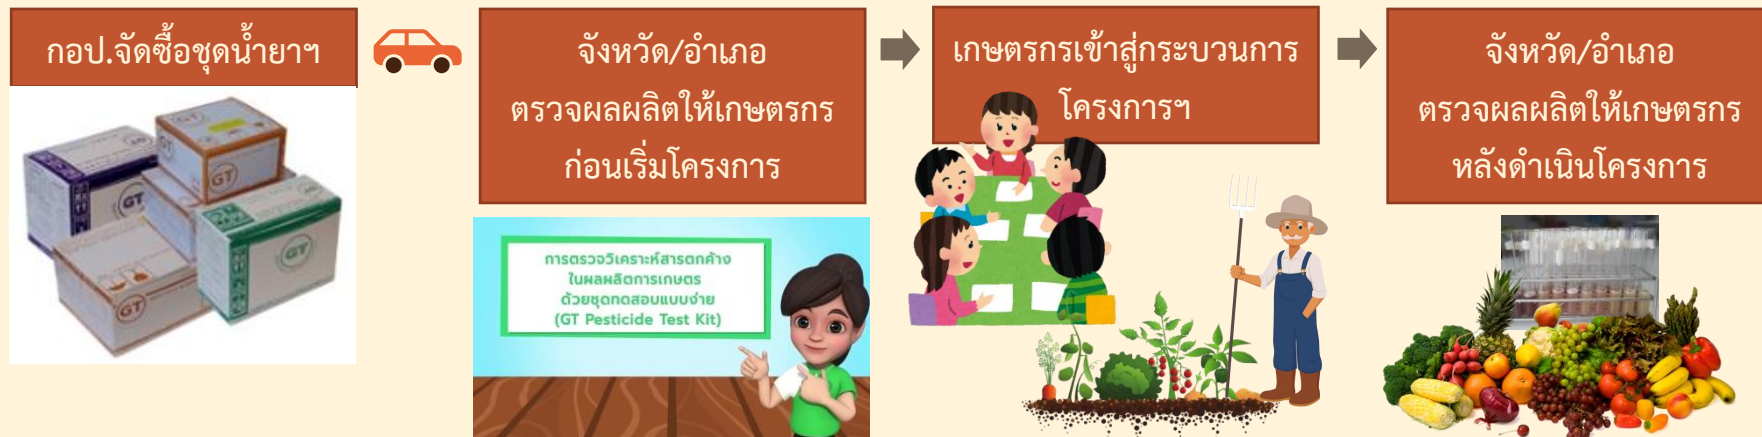 กอป.จัดซื้อชุดน้ำยาฯ
จังหวัด/อำเภอ
ตรวจผลผลิตให้เกษตรกร
ก่อนเริ่มโครงการ
เกษตรกรเข้าสู่กระบวนการ
โครงการฯ
จังหวัด/อำเภอ
ตรวจผลผลิตให้เกษตรกร
หลังดำเนินโครงการ
GT
GT
GT
GT
GT
การตรวจวิเคราะห์สารตกค้าง
ในผลผลิตการเกษตร
ด้วยชุดทดสอบแบบง่าย
(GT Pesticide Test Kit)